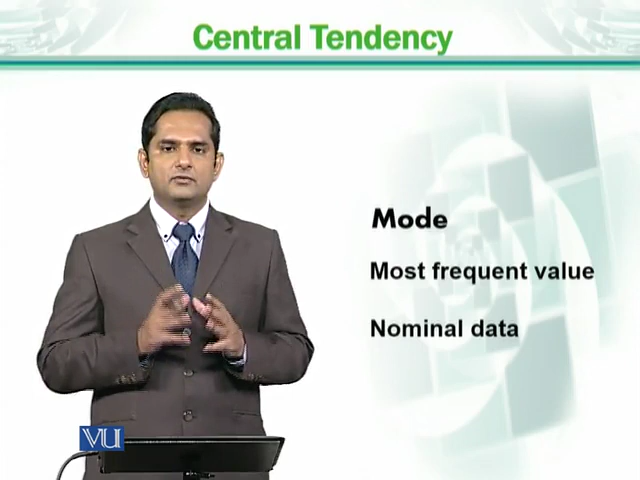 Central Tendency
Mode
Most frequent value
Nominal data
VU